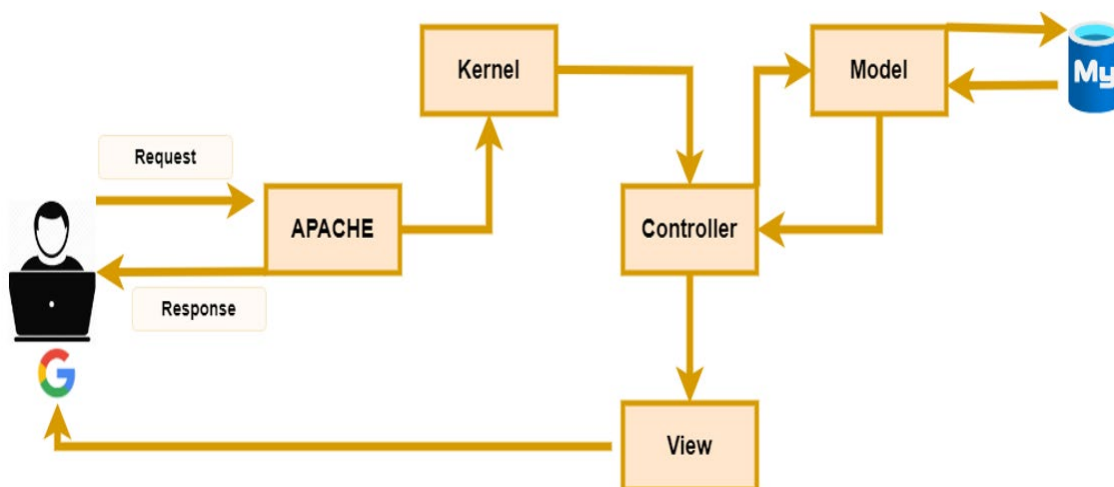 Kernel
Model
My
Request
APACHE
Controller
Response
G
View